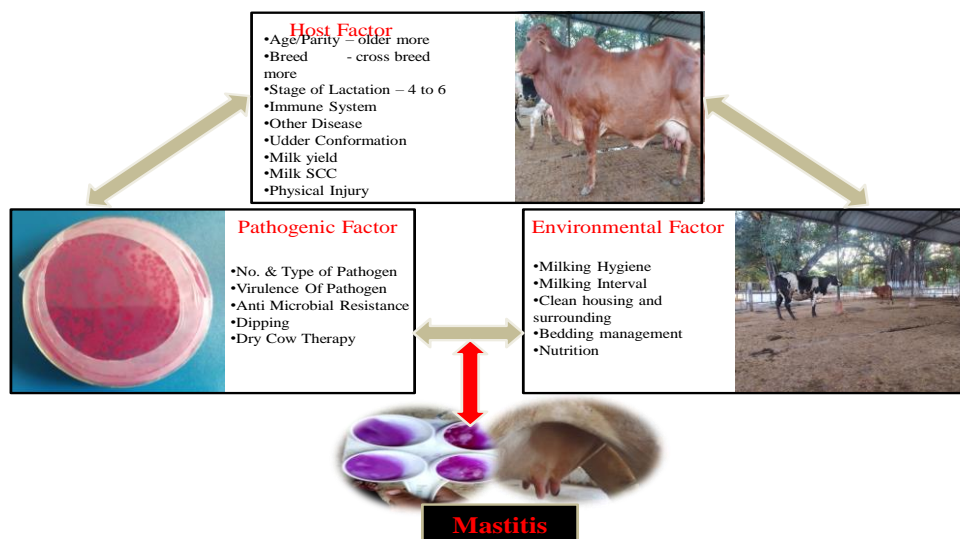 Host Factor
•Age/Parity – older more
•Breed - cross breed
more
•Stage of Lactation – 4 to 6
•Immune System
•Other Disease
•Udder Conformation
•Milk yield
•Milk SCC
•Physical Injury
Pathogenic Factor
•No. & Type of Pathogen
•Virulence Of Pathogen
•Anti Microbial Resistance
•Dipping
•Dry Cow Therapy
Environmental Factor
•Milking Hygiene
•Milking Interval
•Clean housing and
surrounding
•Bedding management
•Nutrition
Mastitis